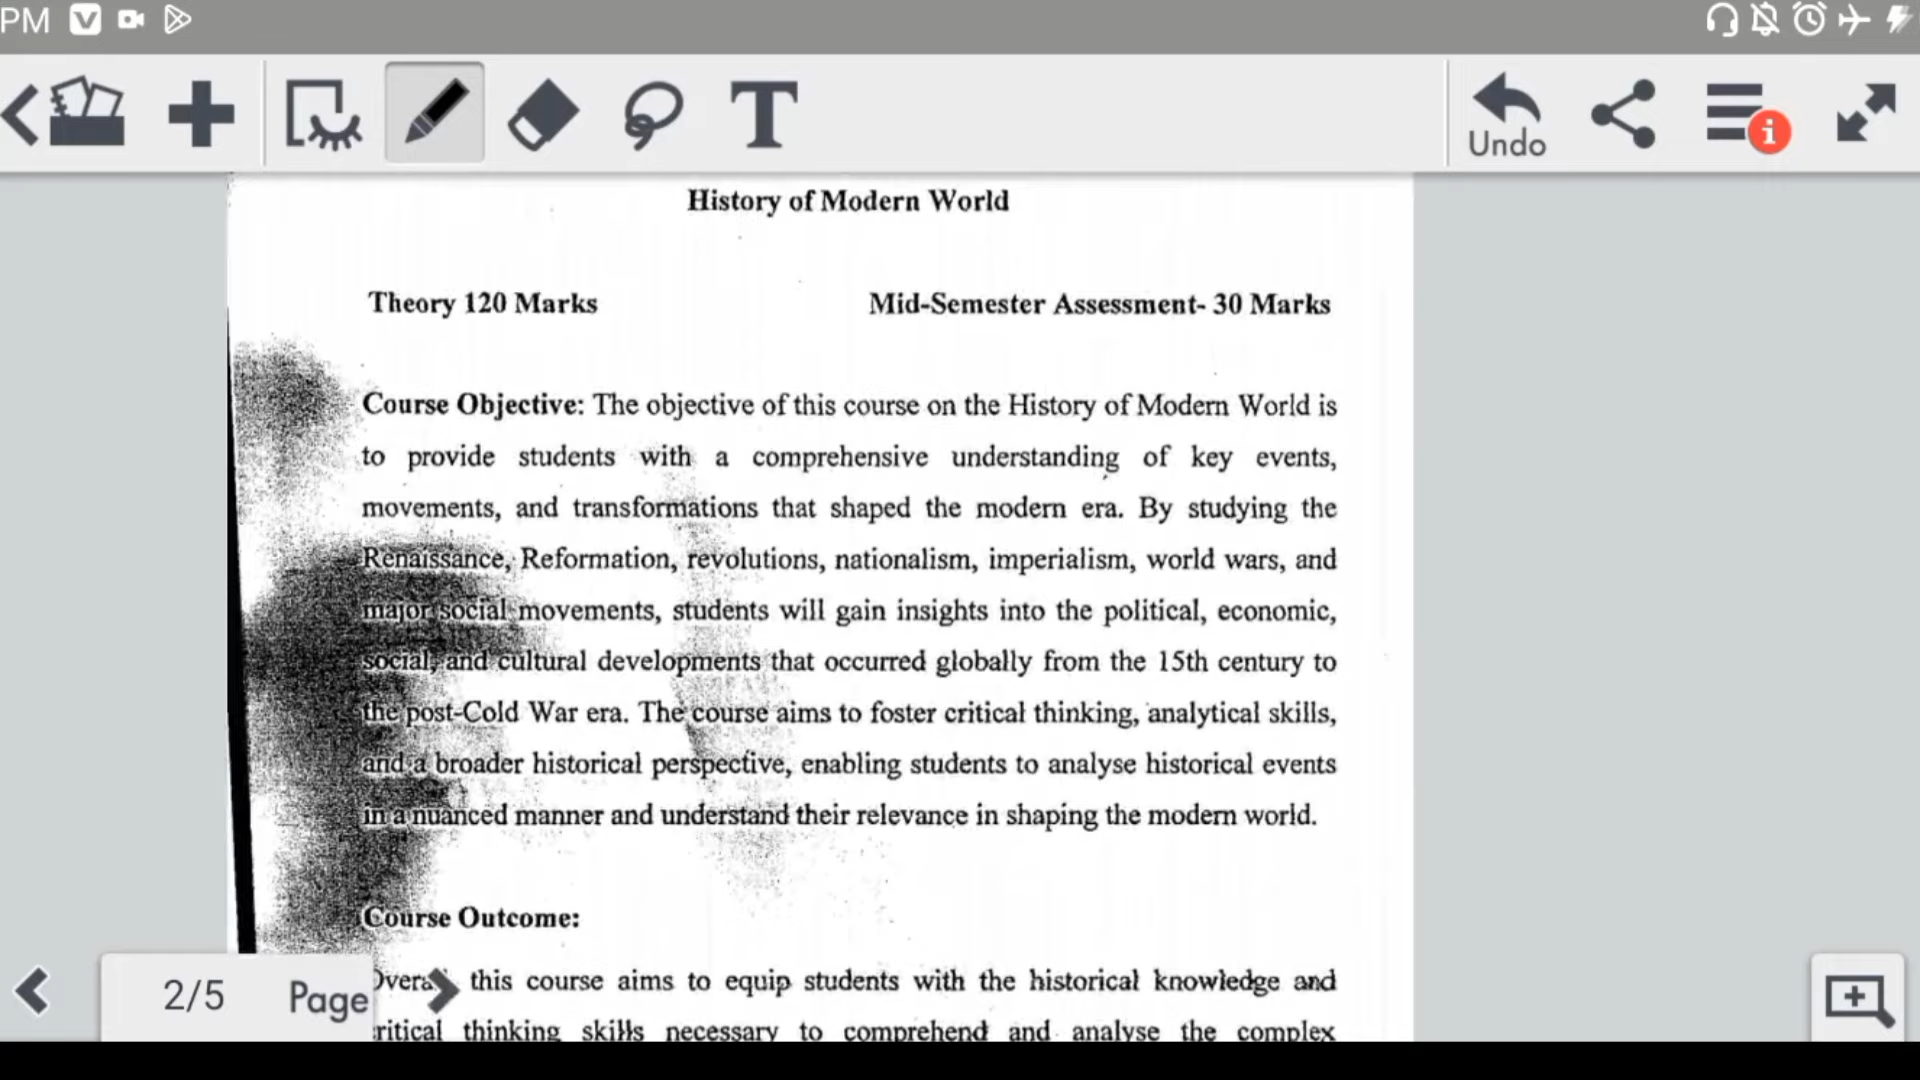 PM
Undo
History of Modern World
Theory 120 Marks Mid-Semester Assessment- 30 Marks
Course Objective: The objective of this course on the History of Modern World is
to provide students with a comprehensive understanding of key events,
movements, and transformations that shaped the modern era. By studying the
Renaissance, Reformation, revolutions, nationalism, imperialism, world wars, and
major social movements, students will gain insights into the political, economic,
social, and cultural developments that occurred globally from the 15th century to
the post-Cold War era. The course aims to foster critical thinking, analytical skills,
and a broader historical perspective, enabling students to analyse historical events
in a nuanced manner and understand their relevance in shaping the modern world.
Course Outcome:
this course aims to equip students with the historical knowledge and
thinking skills necessary to comprehend and analyse the complex
2/5 Page